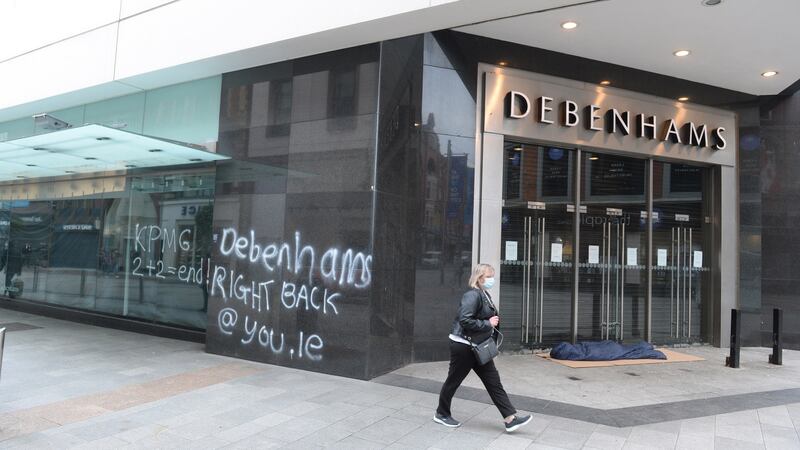 DEBENHAMS
KPMG
2+2=end!
Debenhams
RIGHT BACK
@ YOU.ie